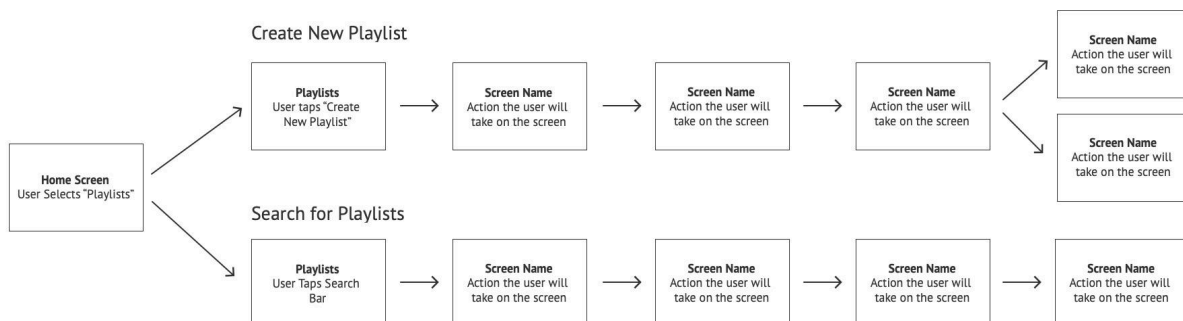 Create New Playlist
Playlists
User taps “Create
New Playlist”
Screen Name
Action the user will
take on the screen
Screen Name
Action the user will
take on the screen
Screen Name
Action the user will
take on the screen
Screen Name
Action the user will
take on the screen
Screen Name
Action the user will
take on the screen
Home Screen
User Selects “Playlists”
Search for Playlists
Playlists
User Taps Search
Bar
Screen Name
Action the user will
take on the screen
Screen Name
Action the user will
take on the screen
Screen Name
Action the user will
take on the screen
Screen Name
Action the user will
take on the screen